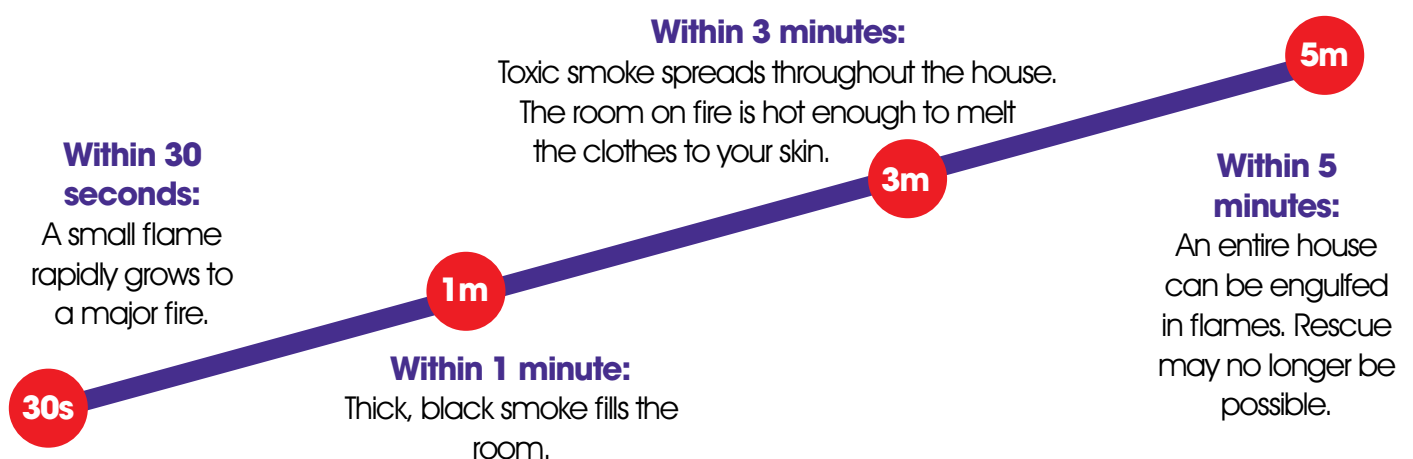 Within 30
seconds:
A small flame
rapidly grows to
a major fire.
30s
1m
Within 1 minute:
Thick, black smoke fills the
room.
Within 3 minutes:
Toxic smoke spreads throughout the house.
The room on fire is hot enough to melt
the clothes to your skin.
3m
5m
Within 5
minutes:
An entire house
can be engulfed
in flames. Rescue
may no longer be
possible.